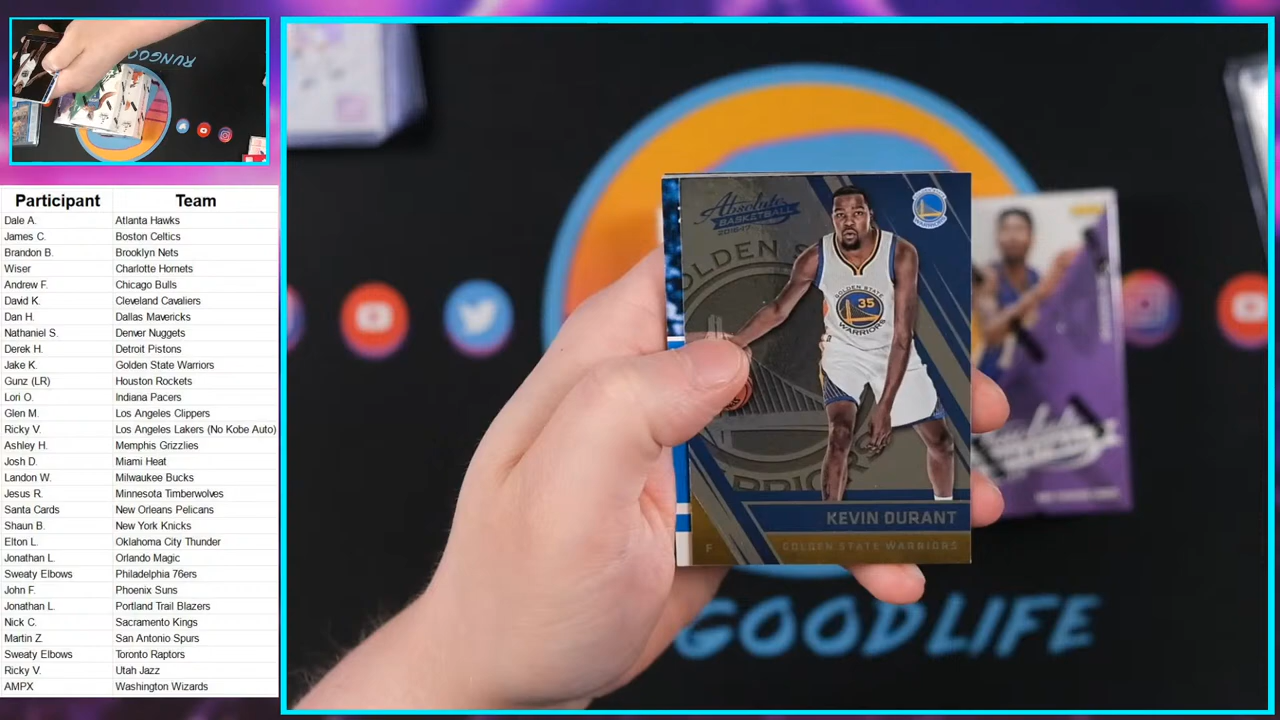 RUNGOOD
Participant Team
Dale A. Atlanta Hawks
James C. Boston Celtics
Brandon B. Brooklyn Nets
Wiser Charlotte Hornets
Andrew F. Chicago Bulls
David K. Cleveland Cavaliers
Dan H. Dallas Mavericks
Nathaniel S. Denver Nuggets
Derek H. Detroit Pistons
Jake K. Golden State Warriors
Gunz (LR) Houston Rockets
Lori O. Indiana Pacers
Glen M. Los Angeles Clippers
Ricky V. Los Angeles Lakers (No Kobe Auto)
Ashley H. Memphis Grizzlies
Josh D. Miami Heat
Landon W. Milwaukee Bucks
Jesus R. Minnesota Timberwolves
Santa Cards New Orleans Pelicans
Shaun B. New York Knicks
Elton L. Oklahoma City Thunder
Jonathan L. Orlando Magic
Sweaty Elbows Philadelphia 76ers
John F. Phoenix Suns
Jonathan L. Portland Trail Blazers
Nick C. Sacramento Kings
Martin Z. San Antonio Spurs
Sweaty Elbows Toronto Raptors
Ricky V. Utah Jazz
AMPX Washington Wizards
Absolute
BASKETBALL
2016-17
GOLDEN S
GOLDEN STATE
35
WARRIORS
KEVIN DURANT
F GOLDEN STATE WARRIORS
GOODLIFE